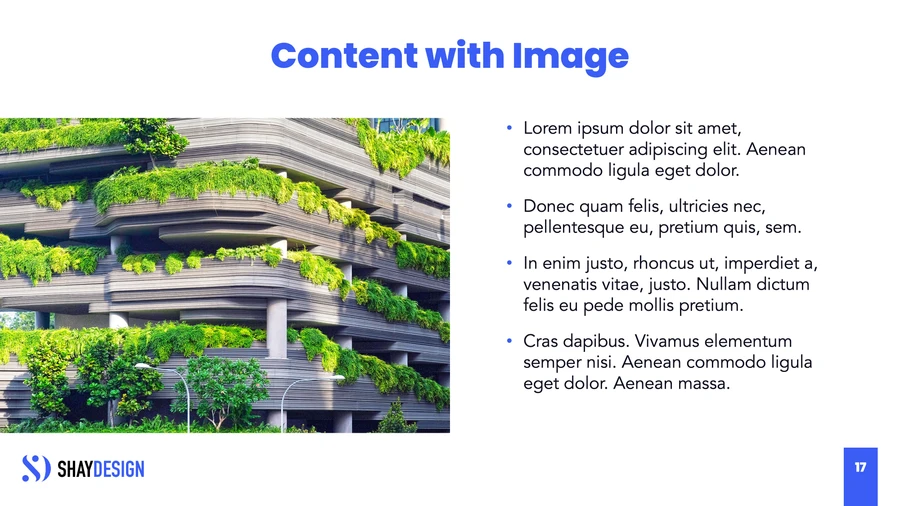 Content with Image
• Lorem ipsum dolor sit amet,
consectetuer adipiscing elit. Aenean
commodo ligula eget dolor.
• Donec quam felis, ultricies nec,
pellentesque eu, pretium quis, sem.
• In enim justo, rhoncus ut, imperdiet a,
venenatis vitae, justo. Nullam dictum
felis eu pede mollis pretium.
• Cras dapibus. Vivamus elementum
semper nisi. Aenean commodo ligula
eget dolor. Aenean massa.
SHAYDESIGN
17